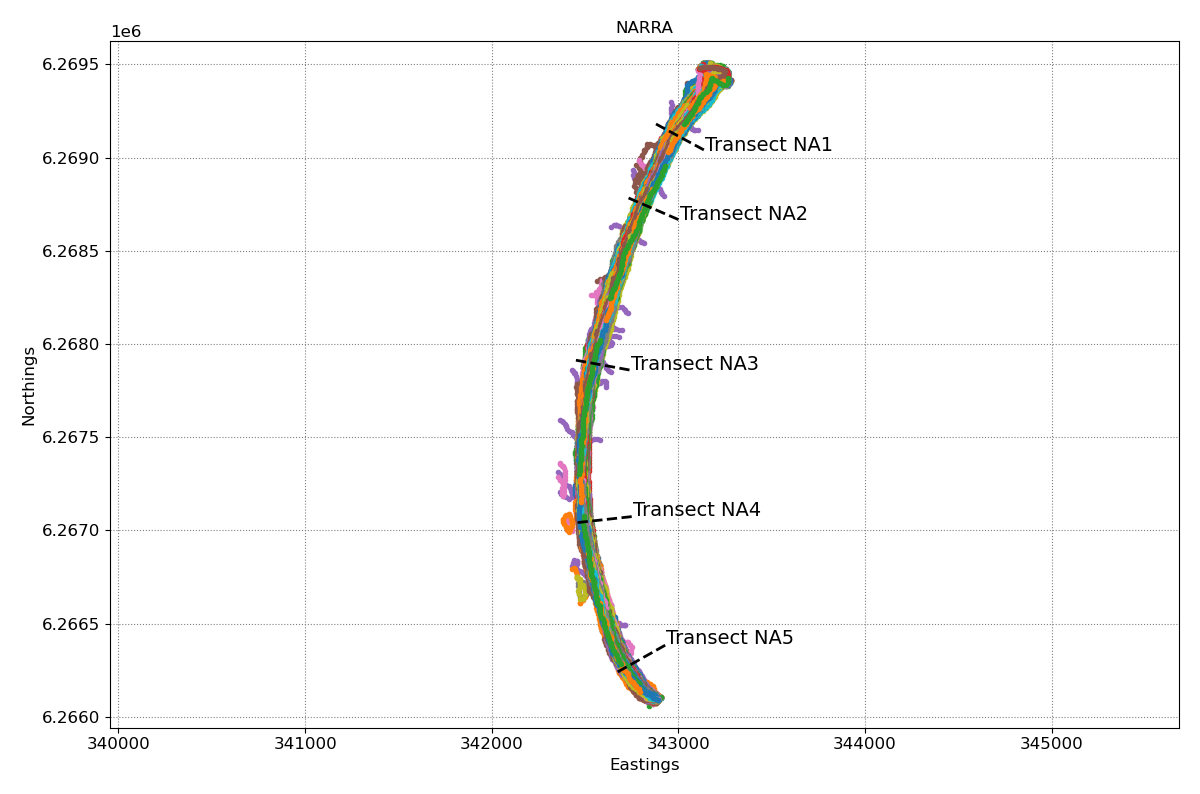 NARRA
1e6
6.2695
6.2690
6.2685
6.2680
6.2675
6.2670
6.2665
6.2660
Northings
Transect NA1
Transect NA2
Transect NA3
Transect NA4
Transect NA5
340000 341000 342000 343000 344000 345000
Eastings